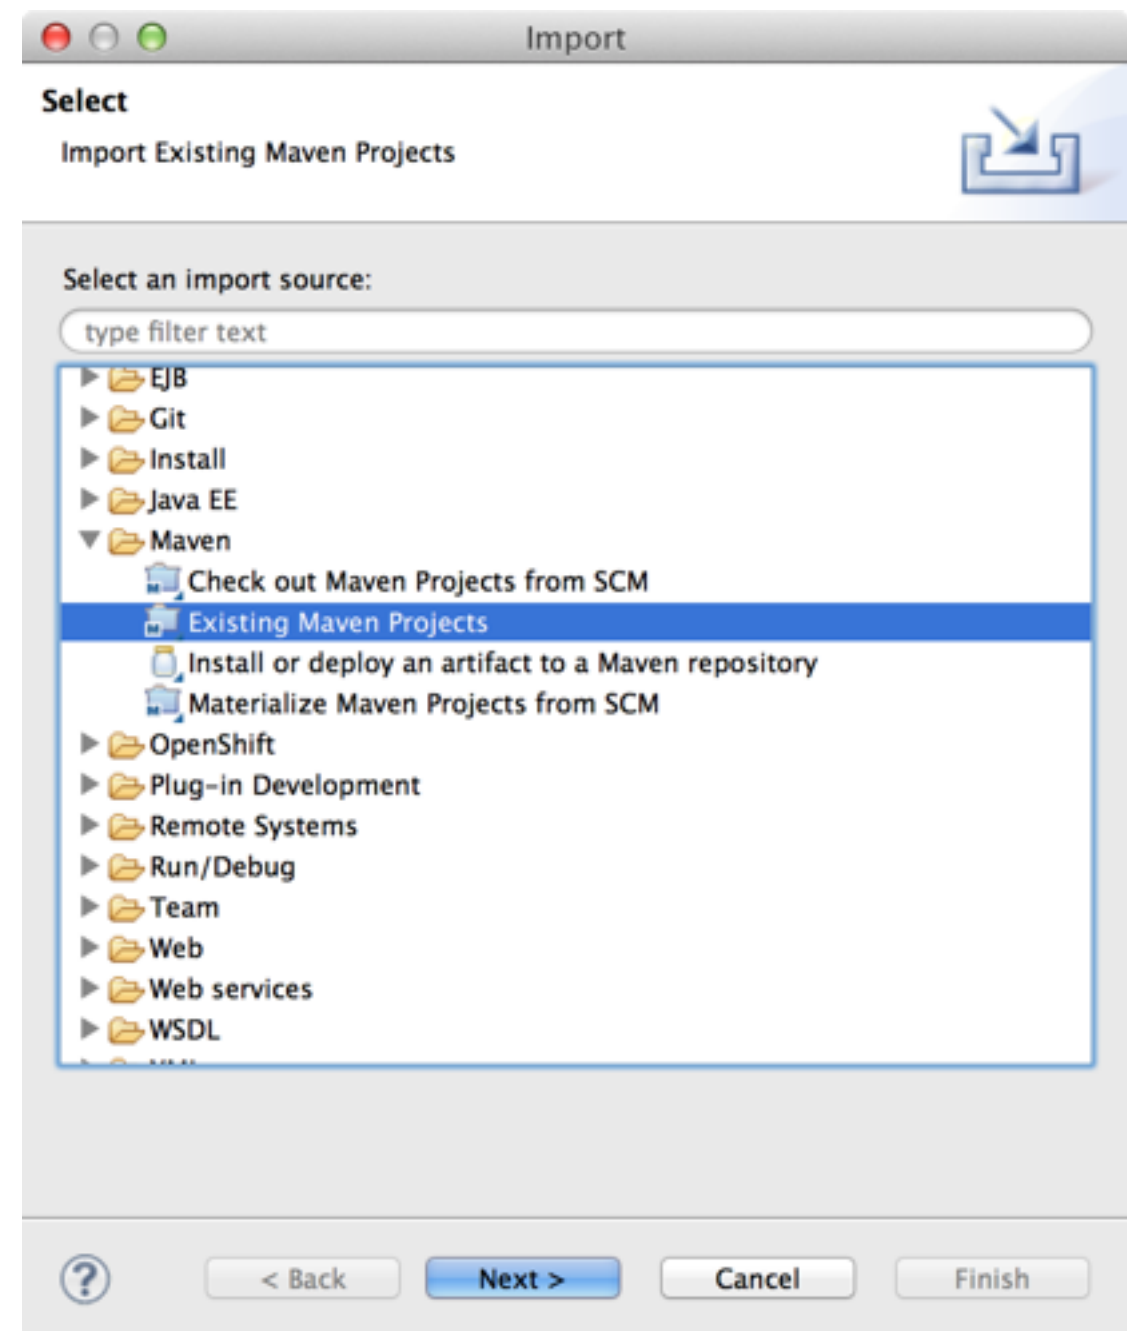 Import
Select
Import Existing Maven Projects
Select an import source:
type filter text
EJB
Git
Install
Java EE
Maven
Check out Maven Projects from SCM
Existing Maven Projects
Install or deploy an artifact to a Maven repository
Materialize Maven Projects from SCM
OpenShift
Plug-in Development
Remote Systems
Run/Debug
Team
Web
Web services
WSDL
? < Back Next > Cancel Finish